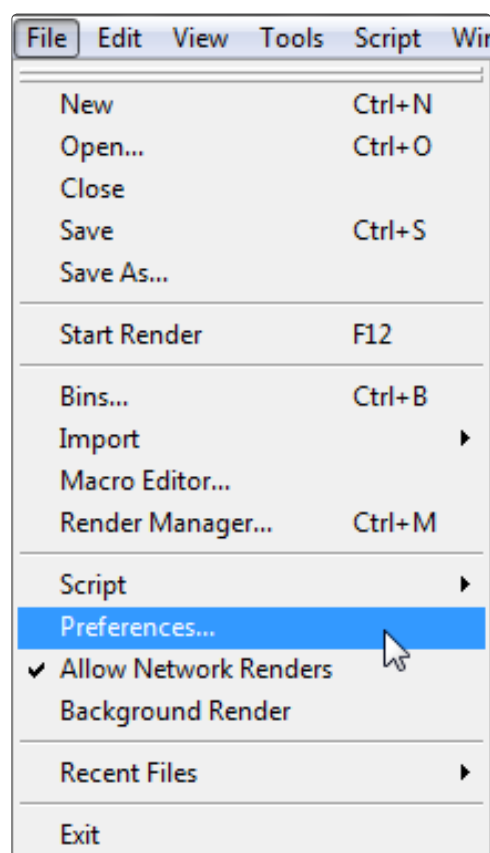 File Edit View Tools Script
New Ctrl+N
Open... Ctrl+O
Close
Save Ctrl+S
Save As...
Start Render F12
Bins... Ctrl+B
Import
Macro Editor...
Render Manager... Ctrl+M
Script
Preferences...
Allow Network Renders
Background Render
Recent Files
Exit